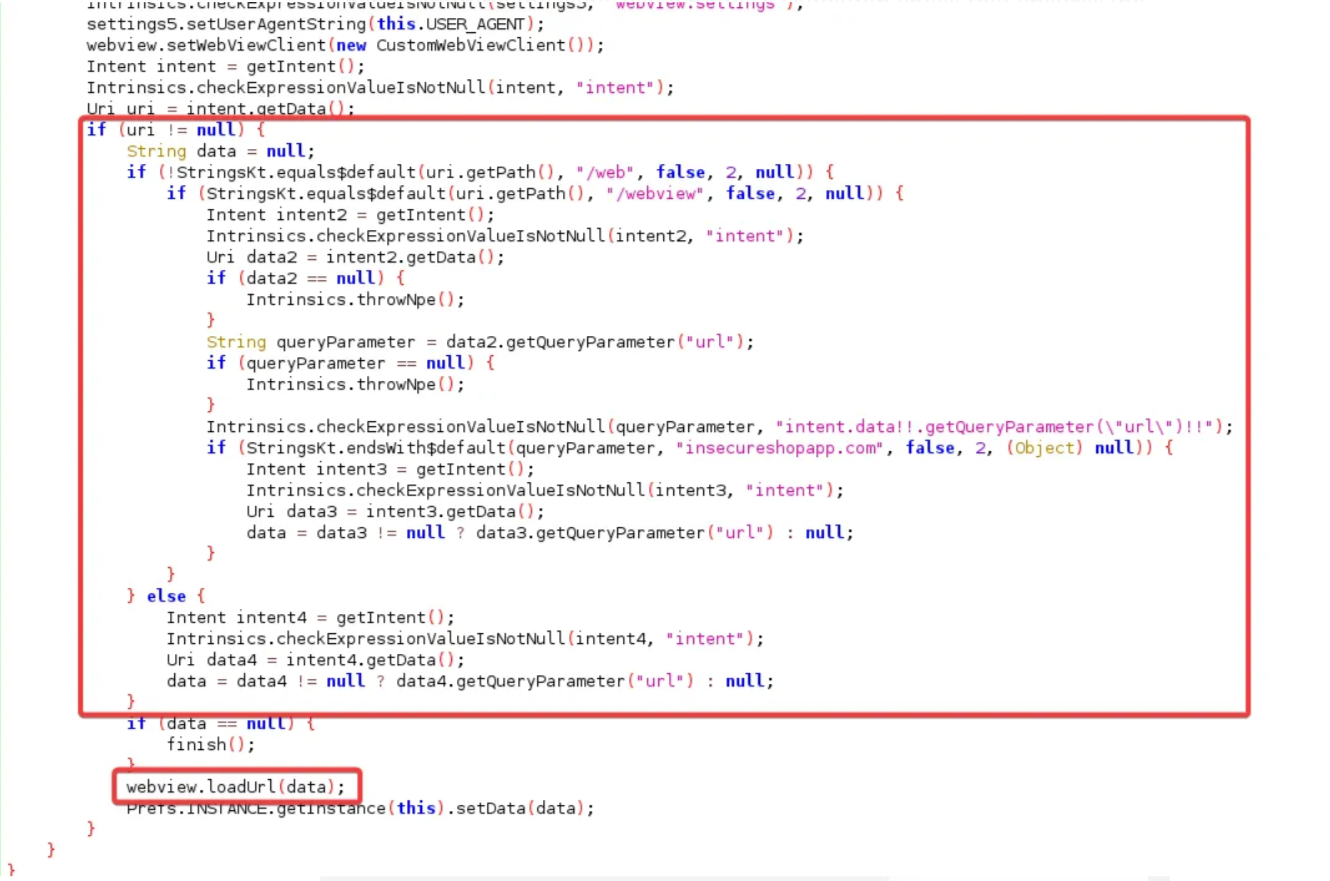 Intrinsics.checkExpressionValueIsNotNull(settings5, "webview.settings");
settings5.setUserAgentString(this.USER_AGENT);
webview.setWebViewClient(new CustomWebViewClient());
Intent intent = getIntent();
Intrinsics.checkExpressionValueIsNotNull(intent, "intent");
Uri uri = intent.getData();
if (uri != null) {
String data = null;
if (!StringsKt.equals$default(uri.getPath(), "/web", false, 2, null)) {
if (StringsKt.equals$default(uri.getPath(), "/webview", false, 2, null)) {
Intent intent2 = getIntent();
Intrinsics.checkExpressionValueIsNotNull(intent2, "intent");
Uri data2 = intent2.getData();
if (data2 == null) {
Intrinsics.throwNpe();
}
String queryParameter = data2.getQueryParameter("url");
if (queryParameter == null) {
Intrinsics.throwNpe();
}
Intrinsics.checkExpressionValueIsNotNull(queryParameter, "intent.data!!.getQueryParameter(\"url\")!!");
if (StringsKt.endsWith$default(queryParameter, "insecureshopapp.com", false, 2, (Object) null)) {
Intent intent3 = getIntent();
Intrinsics.checkExpressionValueIsNotNull(intent3, "intent");
Uri data3 = intent3.getData();
data = data3 != null ? data3.getQueryParameter("url") : null;
}
}
} else {
Intent intent4 = getIntent();
Intrinsics.checkExpressionValueIsNotNull(intent4, "intent");
Uri data4 = intent4.getData();
data = data4 != null ? data4.getQueryParameter("url") : null;
}
if (data == null) {
finish();
}
webview.loadUrl(data);
Prefs.INSTANCE.getInstance(this).setData(data);
}
}
}